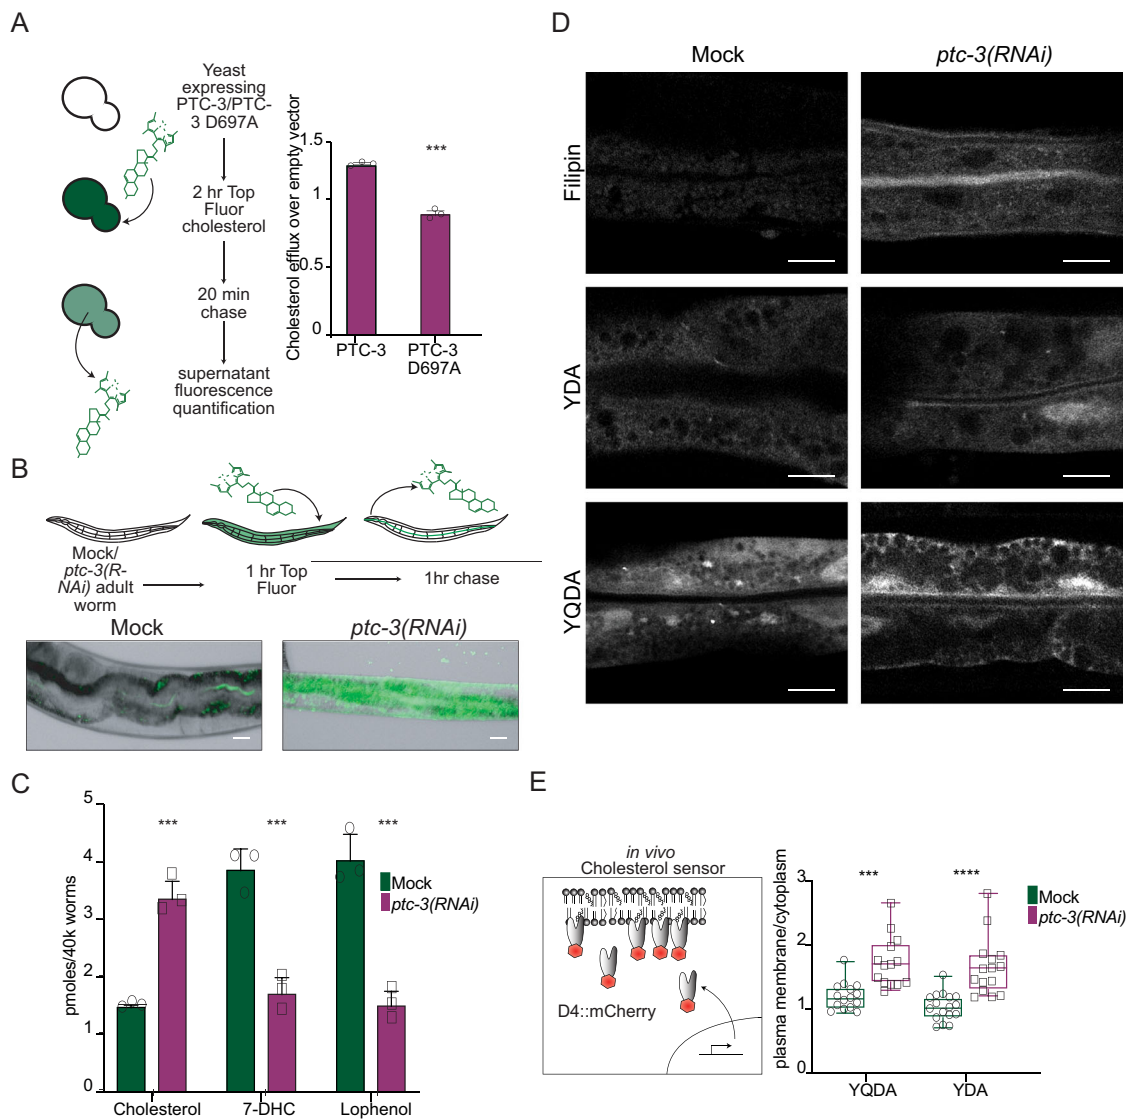 A
Yeast
expressing
PTC-3/PTC-
3 D697A
2 hr Top
Fluor
cholesterol
20 min
chase
supernatant
fluorescence
quantification
Cholesterol efflux over empty vector
1.5
1
0.5
0
***
PTC-3
PTC-3
D697A
B
Mock/
ptc-3(R-
NAi) adult
worm
1 hr Top
Fluor
1hr chase
Mock
ptc-3(RNAi)
C
pmoles/40k worms
5
4
3
2
1
0
***
***
***
Mock
ptc-3(RNAi)
Cholesterol
7-DHC
Lophenol
D
Mock
ptc-3(RNAi)
Filipin
YDA
YQDA
E
in vivo
Cholesterol sensor
D4::mCherry
plasma membrane/cytoplasm
3
2
1
0
***
****
Mock
ptc-3(RNAi)
YQDA
YDA